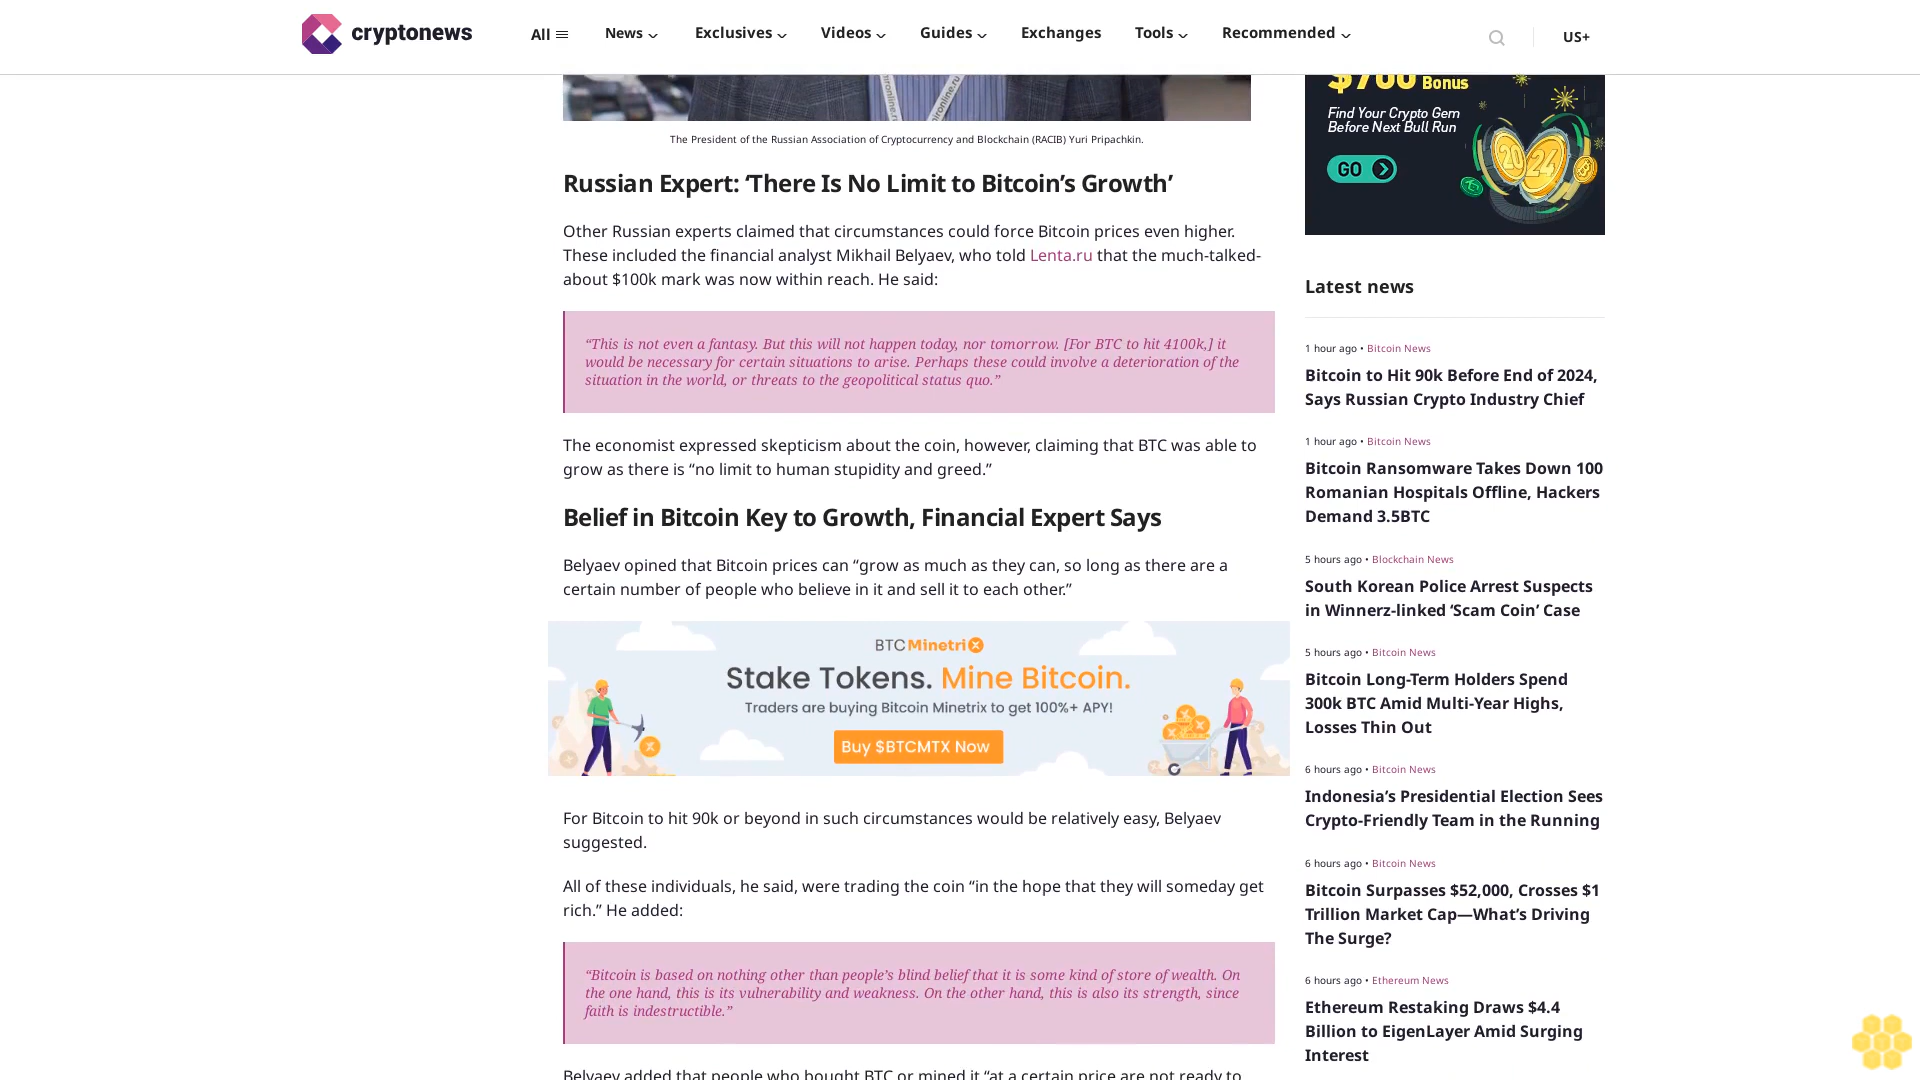 cryptonews
All
News
Exclusives
Videos
Guides
Exchanges
Tools
Recommended
US+
The President of the Russian Association of Cryptocurrency and Blockchain (RACIB) Yuri Pripachkin.
Russian Expert: ‘There Is No Limit to Bitcoin’s Growth’
Other Russian experts claimed that circumstances could force Bitcoin prices even higher.
These included the financial analyst Mikhail Belyaev, who told Lenta.ru that the much-talked-
about $100k mark was now within reach. He said:
“This is not even a fantasy. But this will not happen today, nor tomorrow. [For BTC to hit 4100k,] it
would be necessary for certain situations to arise. Perhaps these could involve a deterioration of the
situation in the world, or threats to the geopolitical status quo.”
The economist expressed skepticism about the coin, however, claiming that BTC was able to
grow as there is “no limit to human stupidity and greed.”
Belief in Bitcoin Key to Growth, Financial Expert Says
Belyaev opined that Bitcoin prices can “grow as much as they can, so long as there are a
certain number of people who believe in it and sell it to each other.”
BTC Minetrix
Stake Tokens. Mine Bitcoin.
Traders are buying Bitcoin Minetrix to get 100%+ APY!
Buy $BTCMTX Now
For Bitcoin to hit 90k or beyond in such circumstances would be relatively easy, Belyaev
suggested.
All of these individuals, he said, were trading the coin “in the hope that they will someday get
rich.” He added:
“Bitcoin is based on nothing other than people’s blind belief that it is some kind of store of wealth. On
the one hand, this is its vulnerability and weakness. On the other hand, this is also its strength, since
faith is indestructible.”
Belyaev added that people who bought BTC or mined it “at a certain price are not ready to
$700 Bonus
Find Your Crypto Gem
Before Next Bull Run
GO
20
24
Latest news
1 hour ago • Bitcoin News
Bitcoin to Hit 90k Before End of 2024,
Says Russian Crypto Industry Chief
1 hour ago • Bitcoin News
Bitcoin Ransomware Takes Down 100
Romanian Hospitals Offline, Hackers
Demand 3.5BTC
5 hours ago • Blockchain News
South Korean Police Arrest Suspects
in Winnerz-linked ‘Scam Coin’ Case
5 hours ago • Bitcoin News
Bitcoin Long-Term Holders Spend
300k BTC Amid Multi-Year Highs,
Losses Thin Out
6 hours ago • Bitcoin News
Indonesia’s Presidential Election Sees
Crypto-Friendly Team in the Running
6 hours ago • Bitcoin News
Bitcoin Surpasses $52,000, Crosses $1
Trillion Market Cap—What’s Driving
The Surge?
6 hours ago • Ethereum News
Ethereum Restaking Draws $4.4
Billion to EigenLayer Amid Surging
Interest